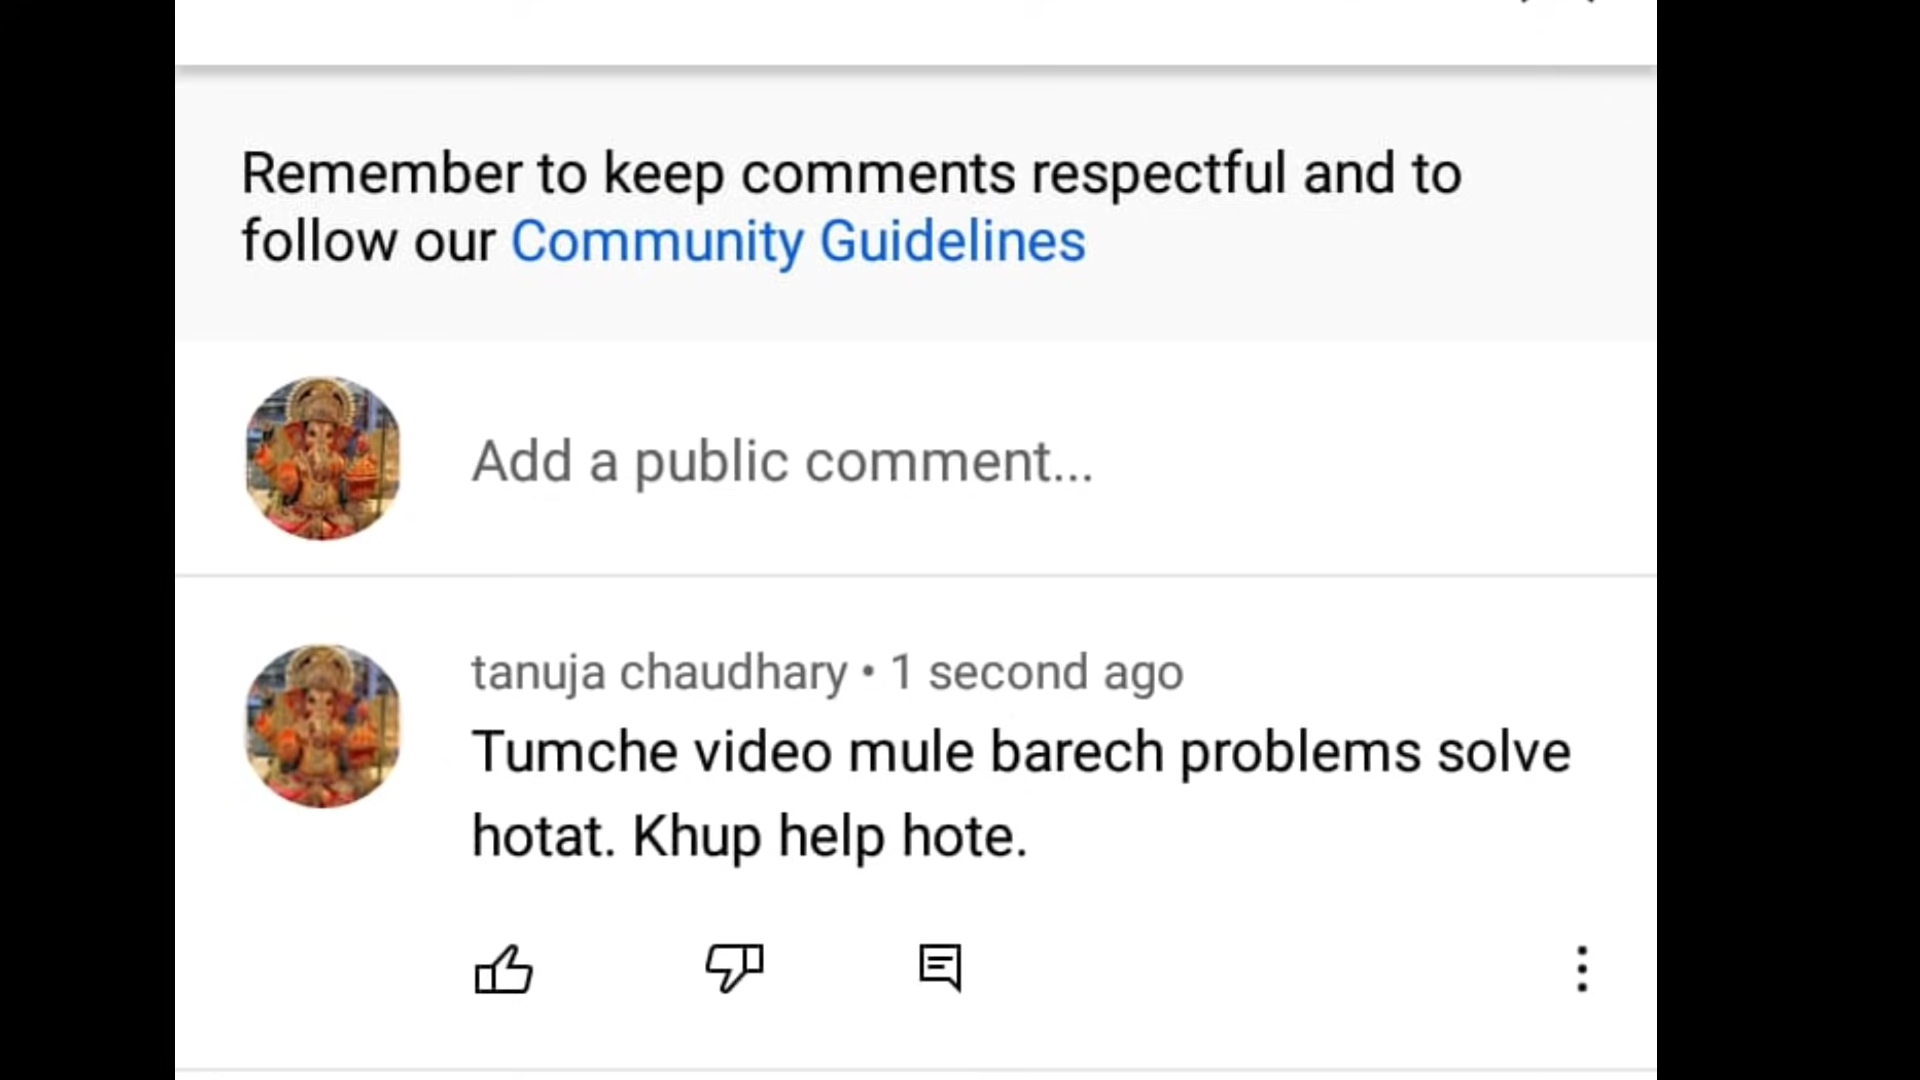 Remember to keep comments respectful and to
follow our Community Guidelines
Add a public comment...
tanuja chaudhary • 1 second ago
Tumche video mule barech problems solve
hotat. Khup help hote.